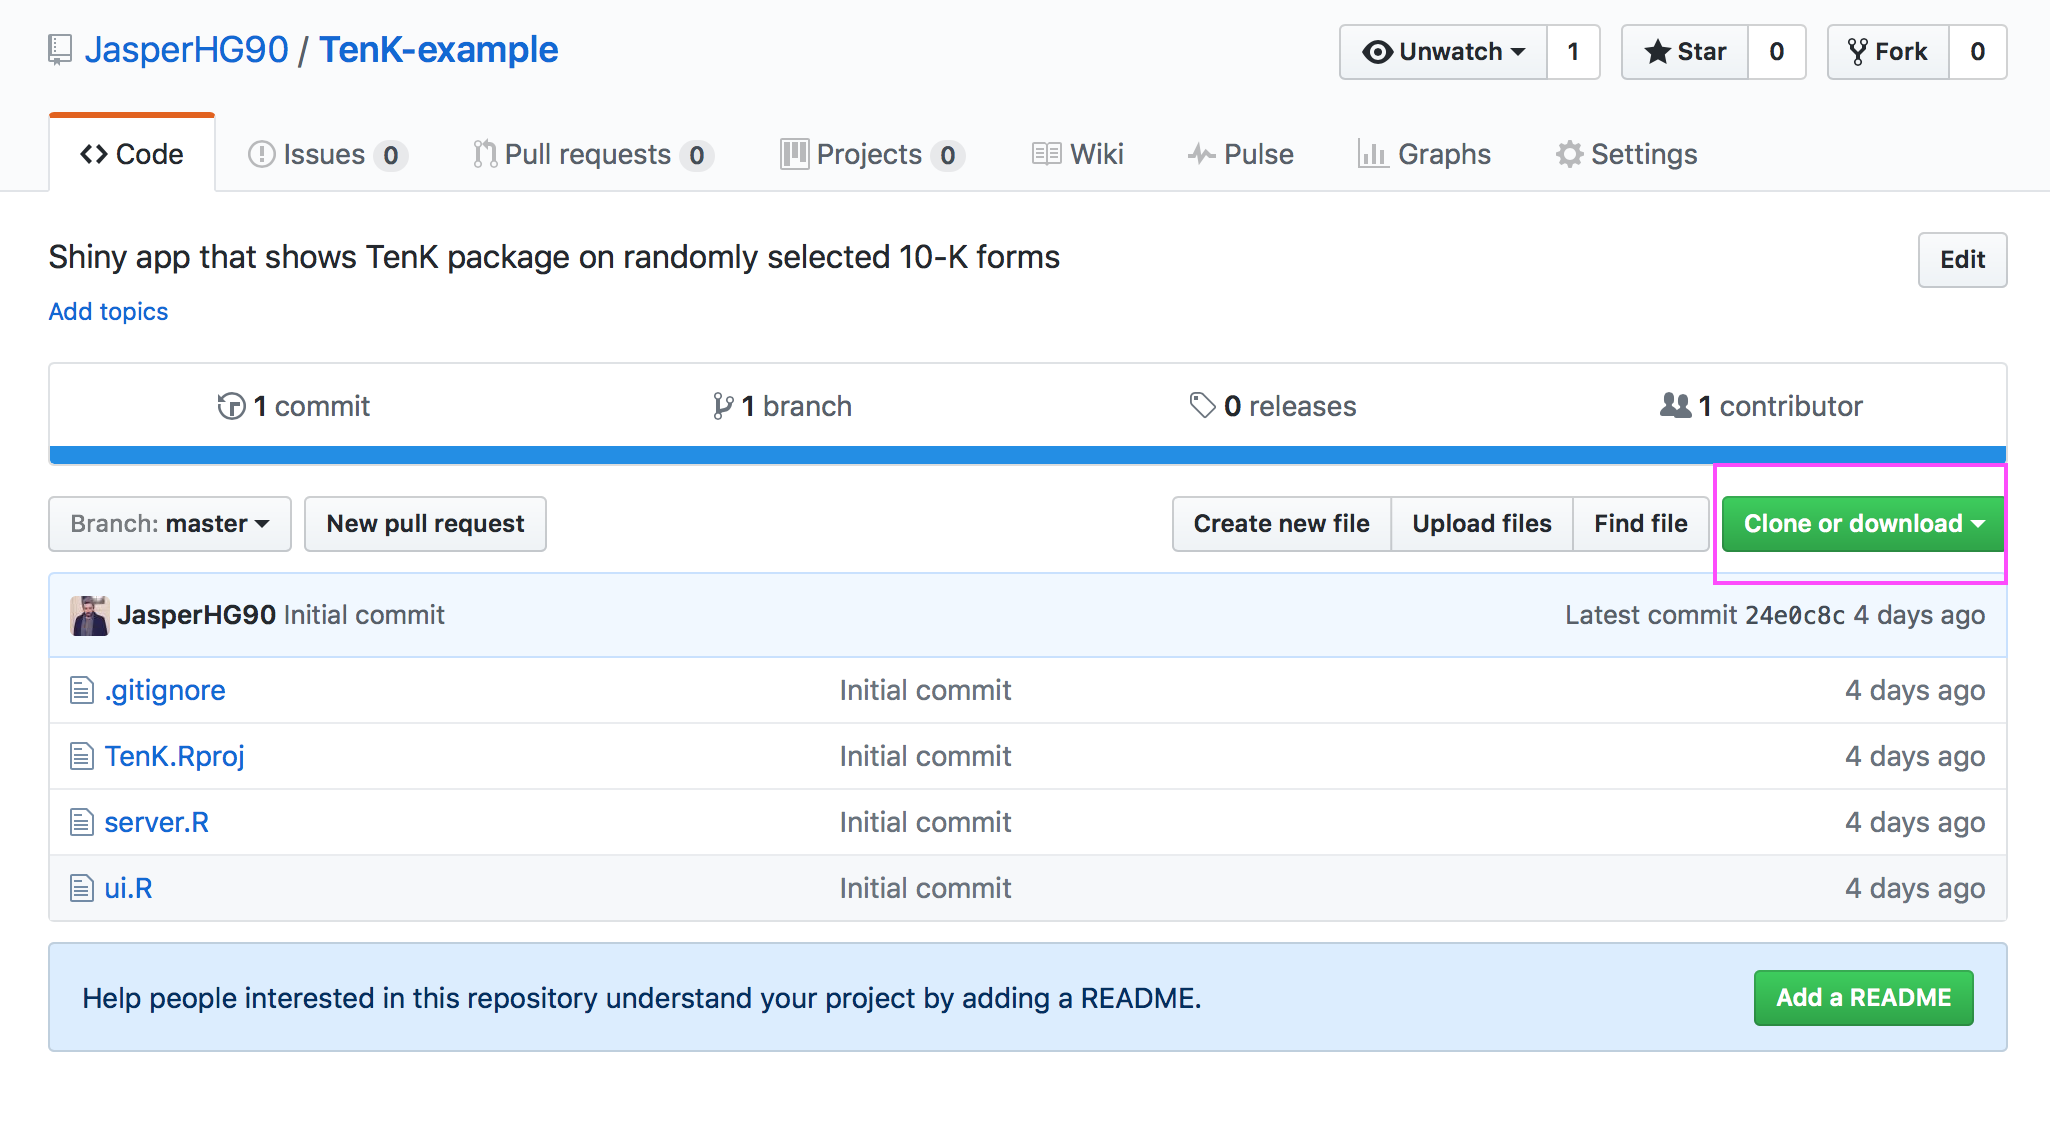 JasperHG90 / TenK-example
Unwatch 1 Star 0 Fork 0
Code Issues 0 Pull requests 0 Projects 0 Wiki Pulse Graphs Settings
Shiny app that shows TenK package on randomly selected 10-K forms
Edit
Add topics
1 commit 1 branch 0 releases 1 contributor
Branch: master New pull request Create new file Upload files Find file Clone or download
JasperHG90 Initial commit Latest commit 24e0c8c 4 days ago
.gitignore Initial commit 4 days ago
TenK.Rproj Initial commit 4 days ago
server.R Initial commit 4 days ago
ui.R Initial commit 4 days ago
Help people interested in this repository understand your project by adding a README. Add a README